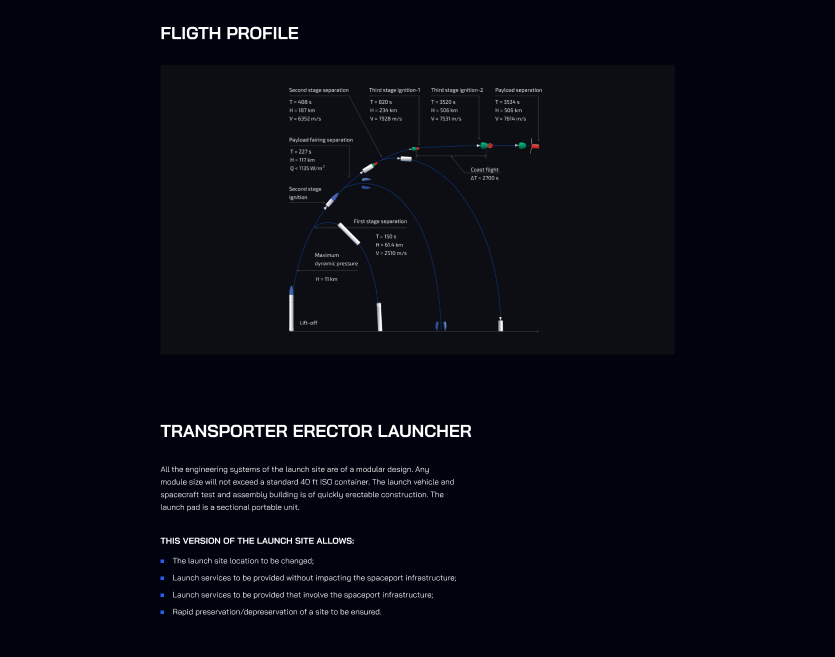 FLIGTH PROFILE
Second stage separation
T = 408 s
H = 187 km
V = 6352 m/s
Third stage ignition-1
T = 820 s
H = 234 km
V = 7928 m/s
Third stage ignition-2
T = 3520 s
H = 506 km
V = 7531 m/s
Payload separation
T = 3534 s
H = 506 km
V = 7614 m/s
Payload fairing separation
T = 227 s
H = 117 km
Q < 1135 W/m²
Coast flight
ΔT = 2700 s
Second stage
ignition
First stage separation
T = 150 s
H = 61.4 km
V = 2510 m/s
Maximum
dynamic pressure
H = 11 km
Lift-off
TRANSPORTER ERECTOR LAUNCHER
All the engineering systems of the launch site are of a modular design. Any
module size will not exceed a standard 40 ft ISO container. The launch vehicle and
spacecraft test and assembly building is of quickly erectable construction. The
launch pad is a sectional portable unit.
THIS VERSION OF THE LAUNCH SITE ALLOWS:
The launch site location to be changed;
Launch services to be provided without impacting the spaceport infrastructure;
Launch services to be provided that involve the spaceport infrastructure;
Rapid preservation/depreservation of a site to be ensured.